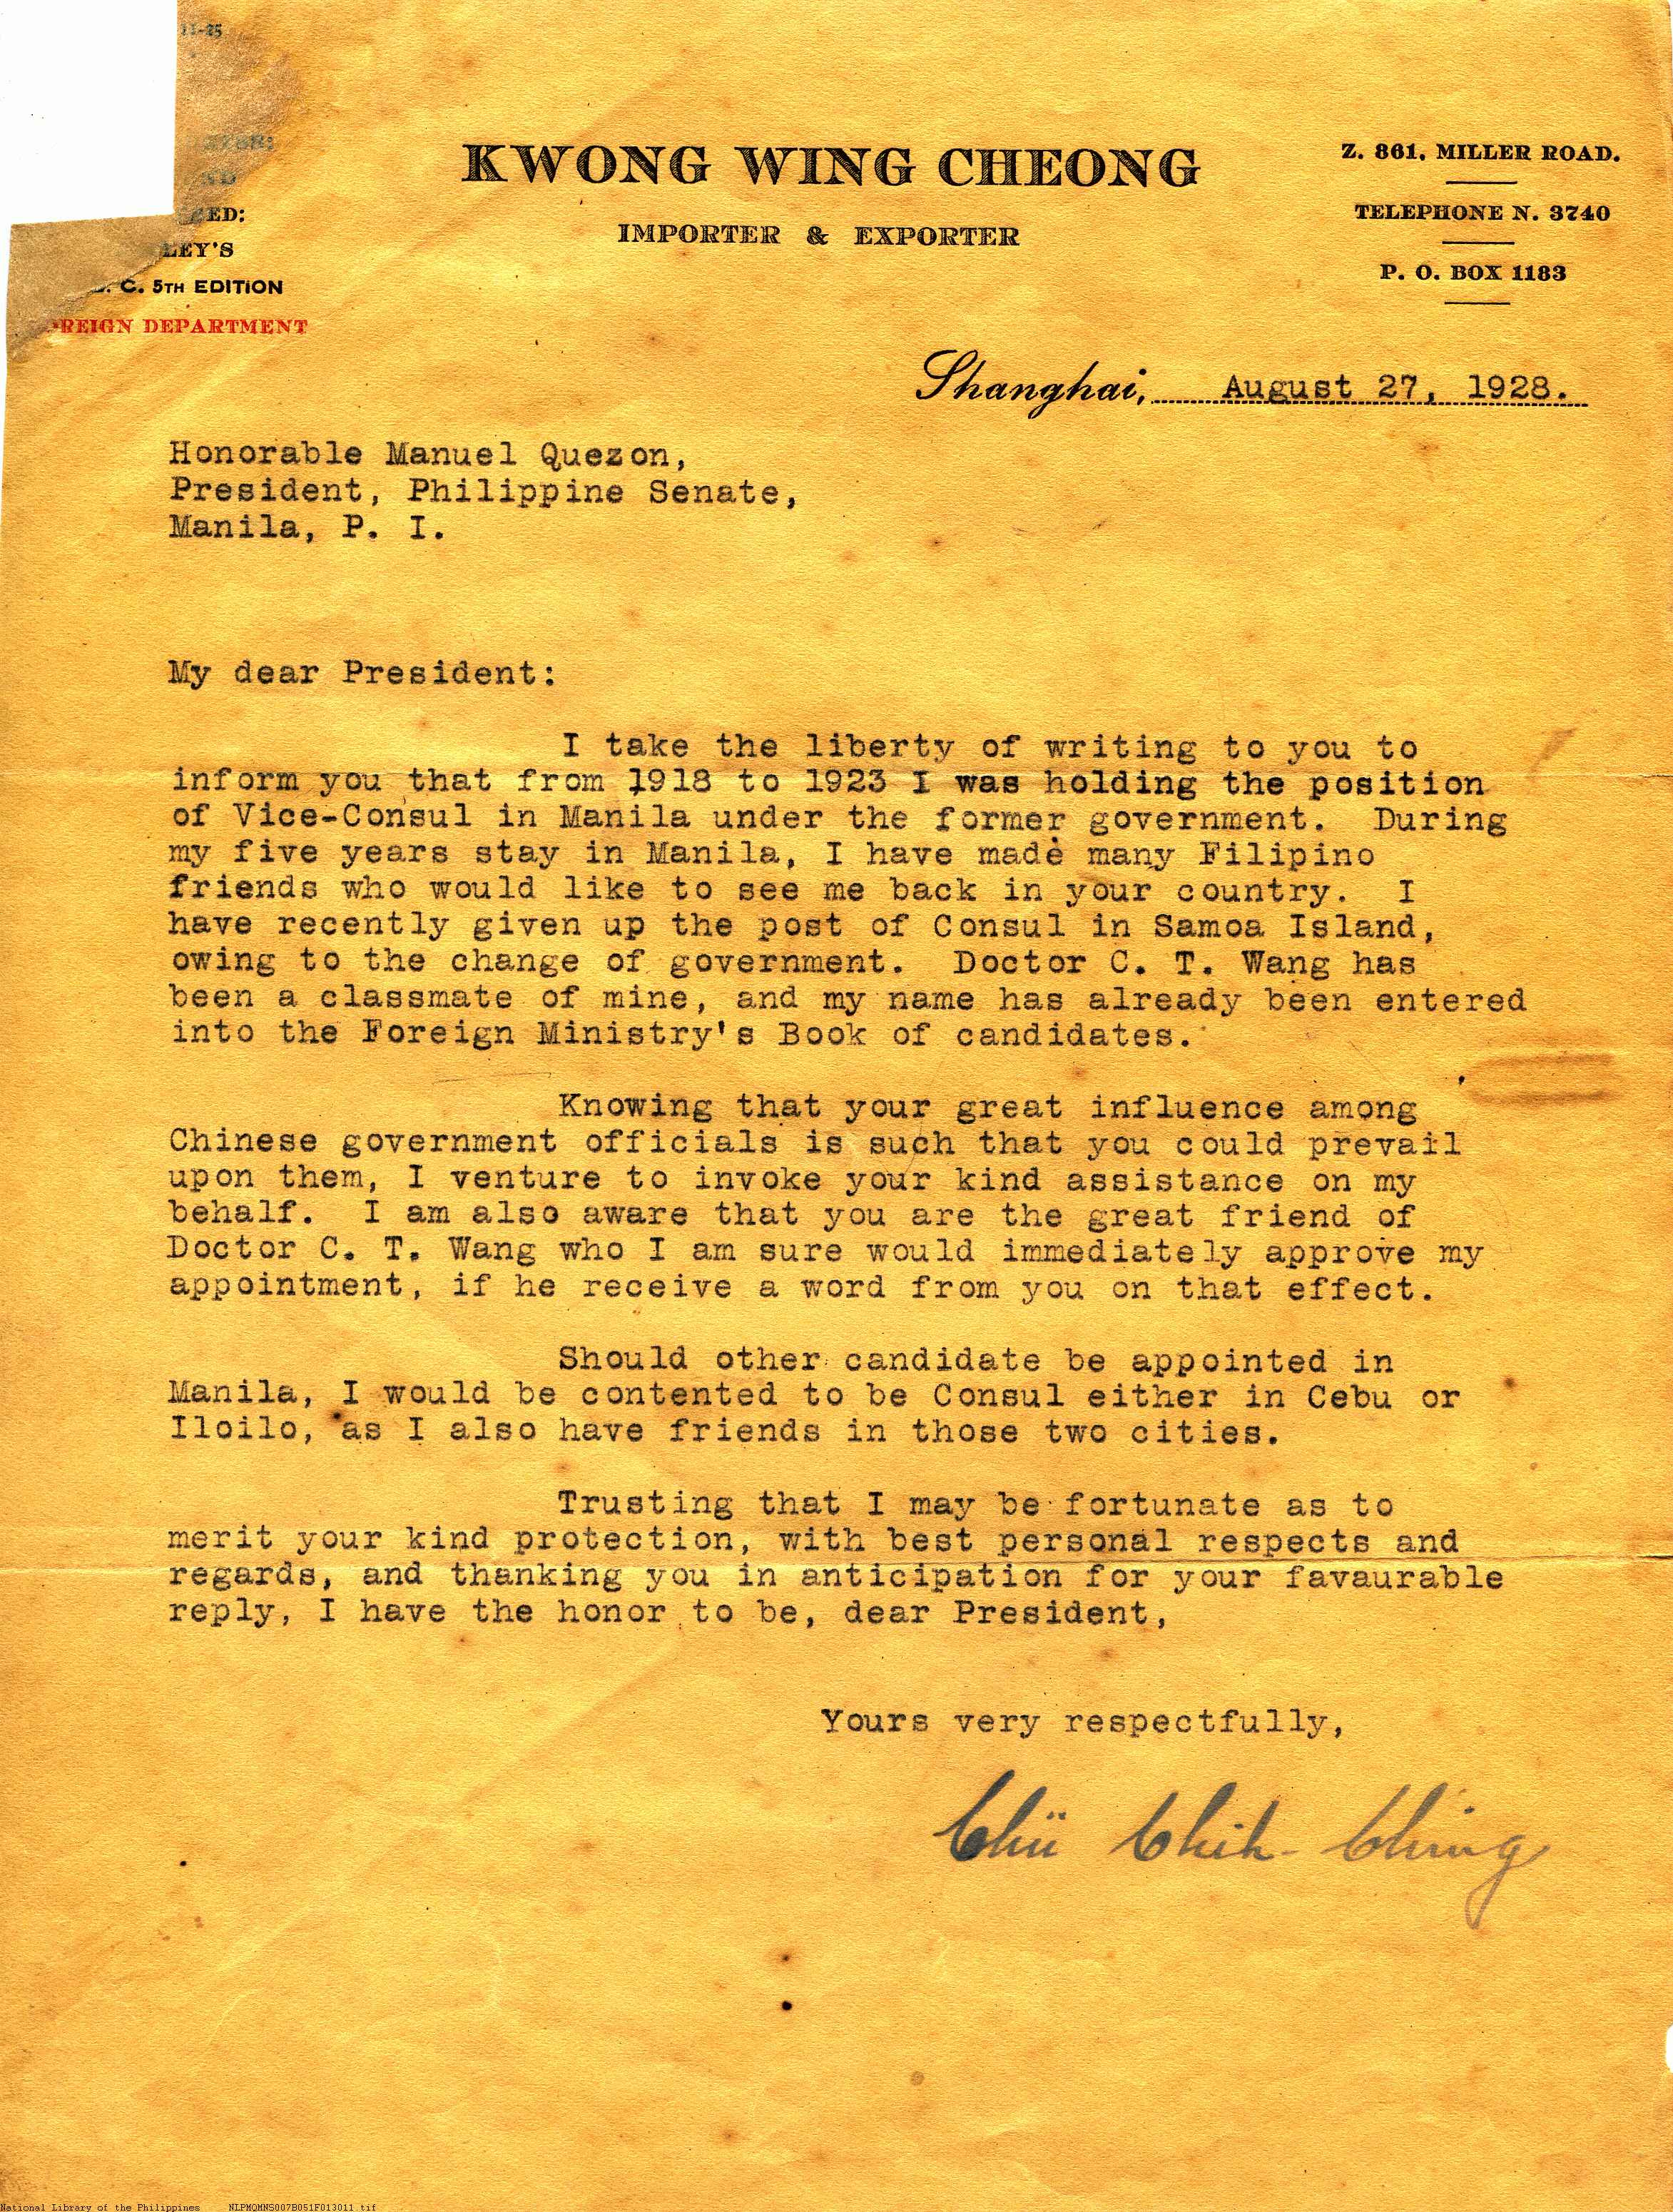 11-25
KWONG WING CHEONG
IMPORTER & EXPORTER
Z. 861, MILLER ROAD.
TELEPHONE N. 3740
P. O. BOX 1183
ED:
LEY'S
C. 5TH EDITION
REIGN DEPARTMENT
Shanghai, August 27, 1928.
Honorable Manuel Quezon,
President, Philippine Senate,
Manila, P. I.
My dear President:
I take the liberty of writing to you to
inform you that from 1918 to 1923 I was holding the position
of Vice-Consul in Manila under the former government. During
my five years stay in Manila, I have made many Filipino
friends who would like to see me back in your country. I
have recently given up the post of Consul in Samoa Island,
owing to the change of government. Doctor C. T. Wang has
been a classmate of mine, and my name has already been entered
into the Foreign Ministry's Book of candidates.
Knowing that your great influence among
Chinese government officials is such that you could prevail
upon them, I venture to invoke your kind assistance on my
behalf. I am also aware that you are the great friend of
Doctor C. T. Wang who I am sure would immediately approve my
appointment, if he receive a word from you on that effect.
Should other candidate be appointed in
Manila, I would be contented to be Consul either in Cebu or
Iloilo, as I also have friends in those two cities.
Trusting that I may be fortunate as to
merit your kind protection, with best personal respects and
regards, and thanking you in anticipation for your favaurable
reply, I have the honor to be, dear President,
Yours very respectfully,
Chü Chih-Ching
National Library of the Philippines NLPMQMNS007B051F013011.tif